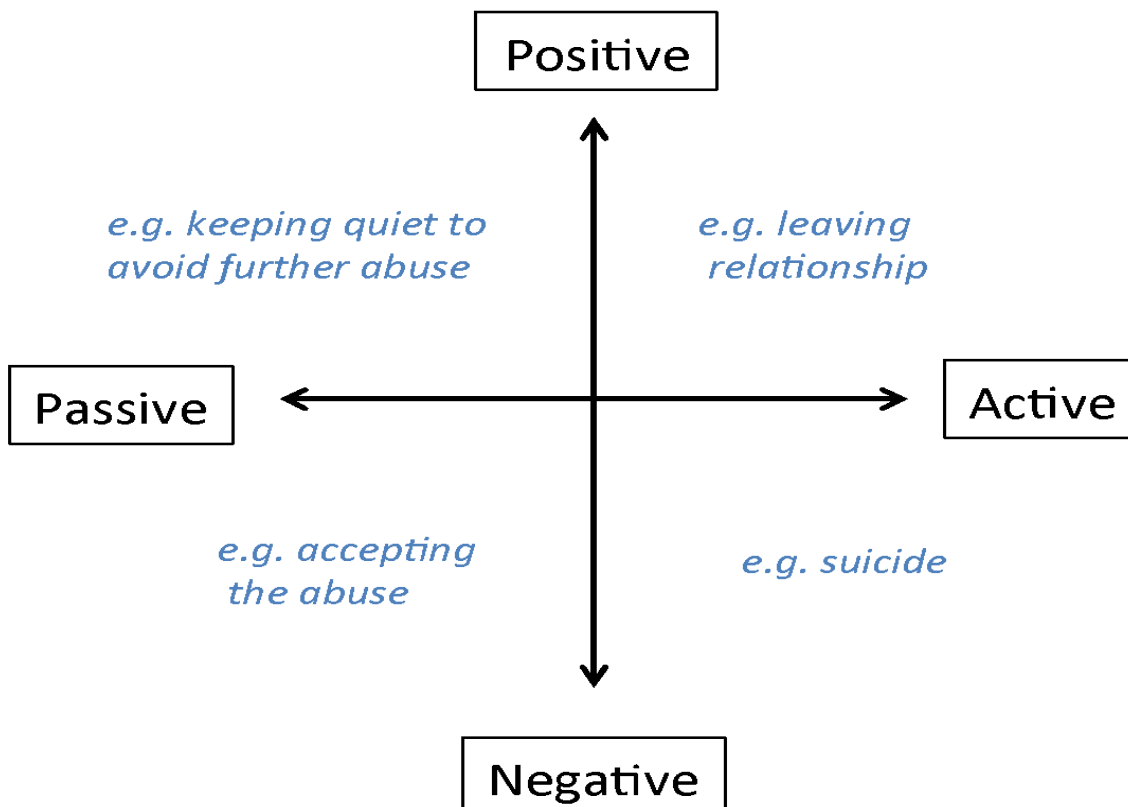 Positive
e.g. keeping quiet to
avoid further abuse
e.g. leaving
relationship
Passive
Active
e.g. accepting
the abuse
e.g. suicide
Negative